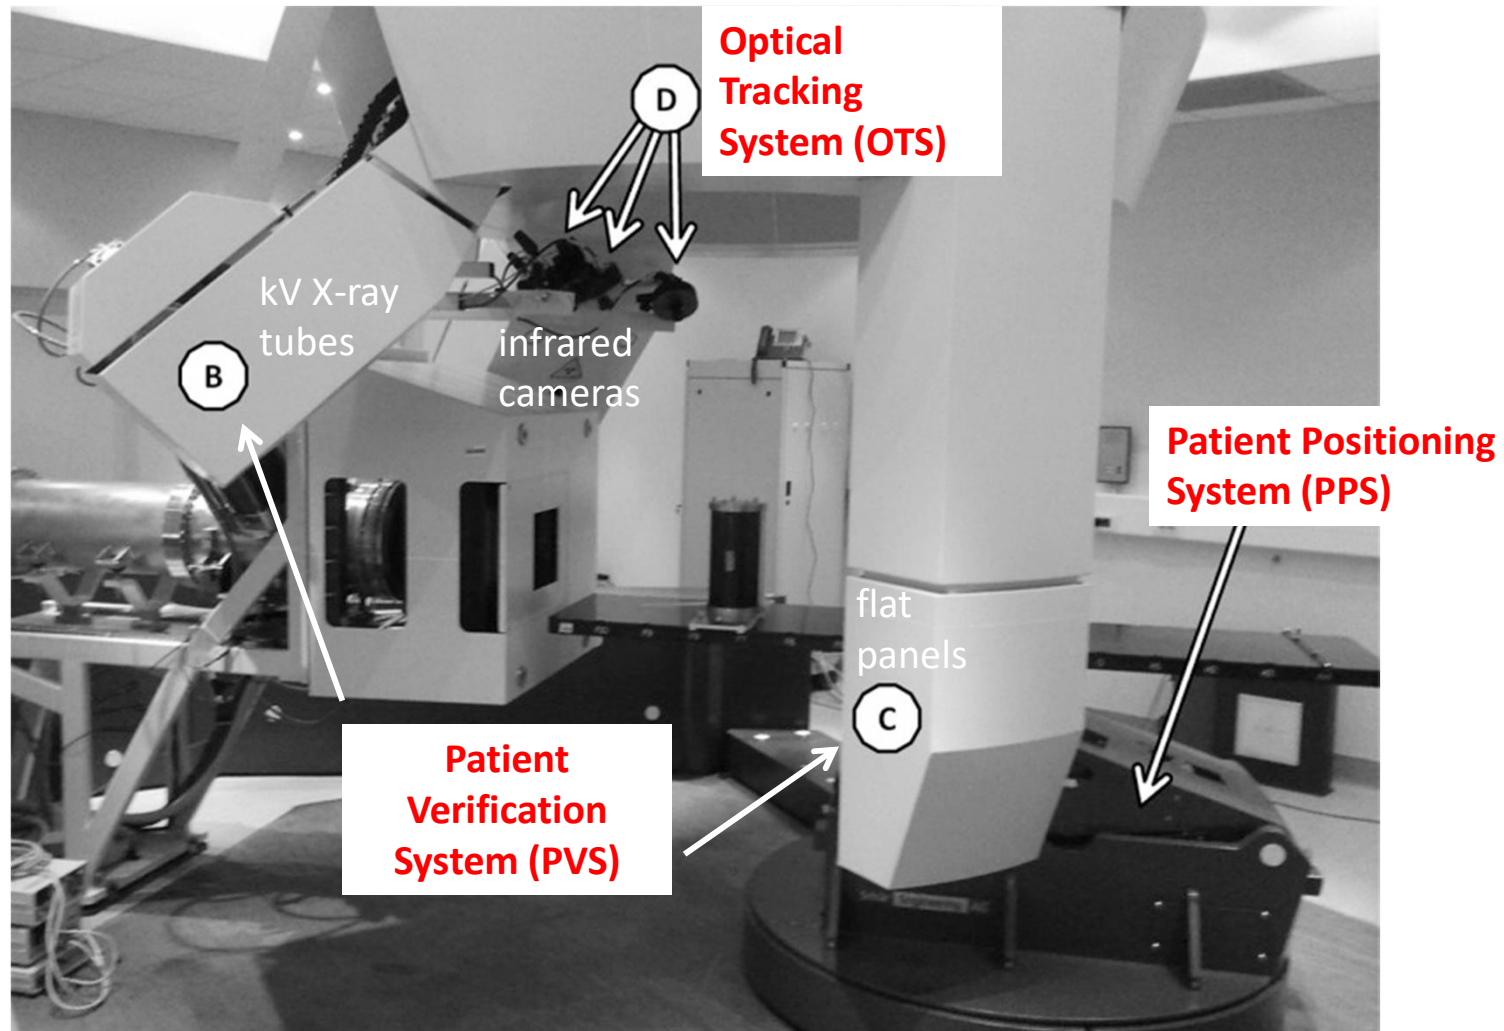 Optical
Tracking
System (OTS)
D
kV X-ray
tubes
B
infrared
cameras
Patient Positioning
System (PPS)
flat
panels
C
Patient
Verification
System (PVS)
Engineering